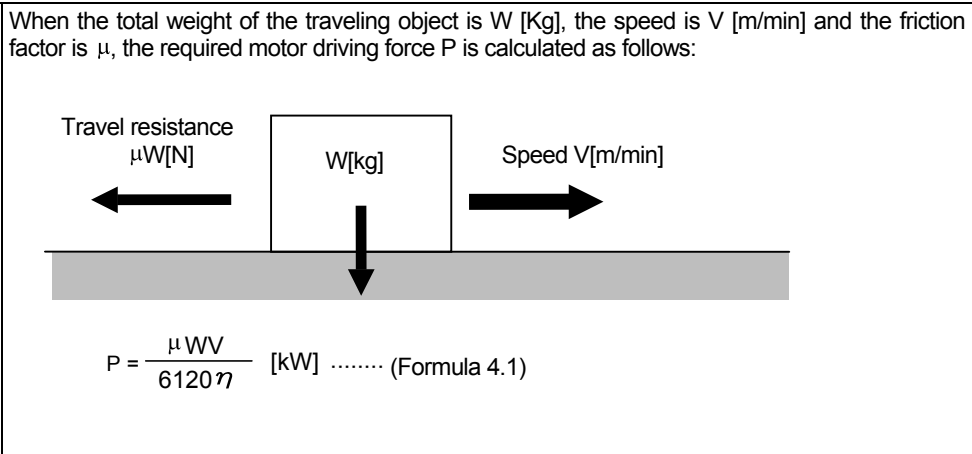 When the total weight of the traveling object is W [Kg], the speed is V [m/min] and the friction
factor is μ, the required motor driving force P is calculated as follows:
Travel resistance
μW[N]
W[kg]
Speed V[m/min]
P = μ WV / 6120 η [kW] ........ (Formula 4.1)